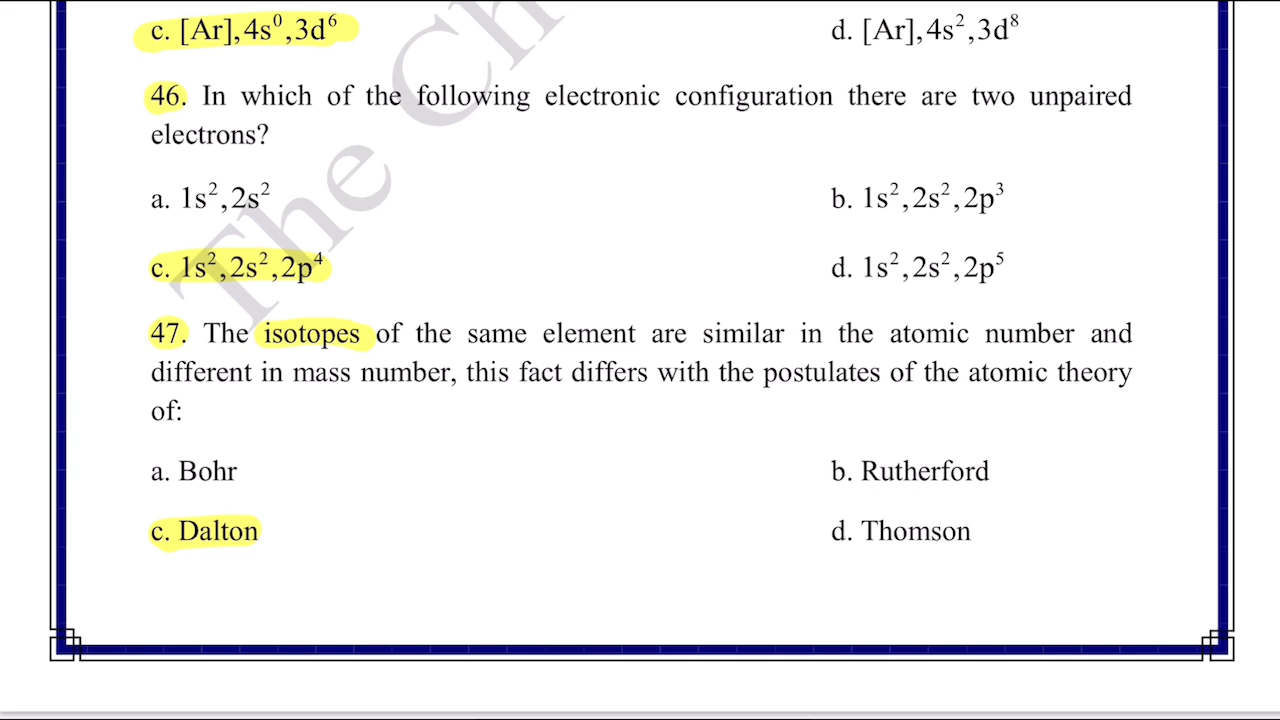 c. [Ar],4s⁰,3d⁶ d. [Ar],4s²,3d⁸
46. In which of the following electronic configuration there are two unpaired
electrons?
a. 1s²,2s² b. 1s²,2s²,2p³
c. 1s²,2s²,2p⁴ d. 1s²,2s²,2p⁵
47. The isotopes of the same element are similar in the atomic number and
different in mass number, this fact differs with the postulates of the atomic theory
of:
a. Bohr b. Rutherford
c. Dalton d. Thomson
The Ch